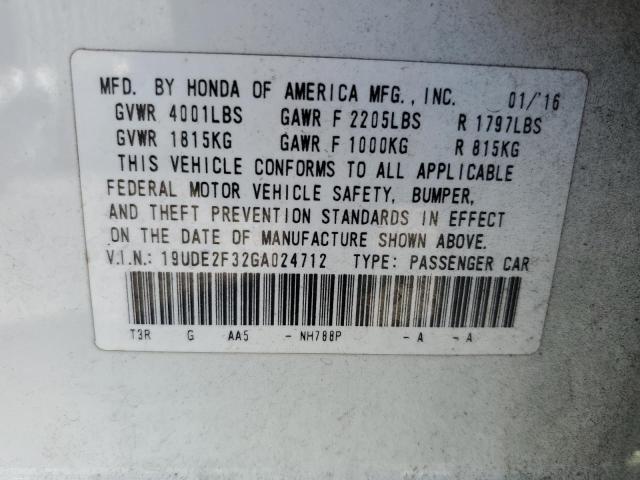 MFD. BY HONDA OF AMERICA MFG., INC. 01/'16
GVWR 4001LBS GAWR F 2205LBS R 1797LBS
GVWR 1815KG GAWR F 1000KG R 815KG
THIS VEHICLE CONFORMS TO ALL APPLICABLE
FEDERAL MOTOR VEHICLE SAFETY, BUMPER,
AND THEFT PREVENTION STANDARDS IN EFFECT
ON THE DATE OF MANUFACTURE SHOWN ABOVE.
V.I.N.: 19UDE2F32GA024712 TYPE: PASSENGER CAR
T3R G AA5 - NH788P - A - A